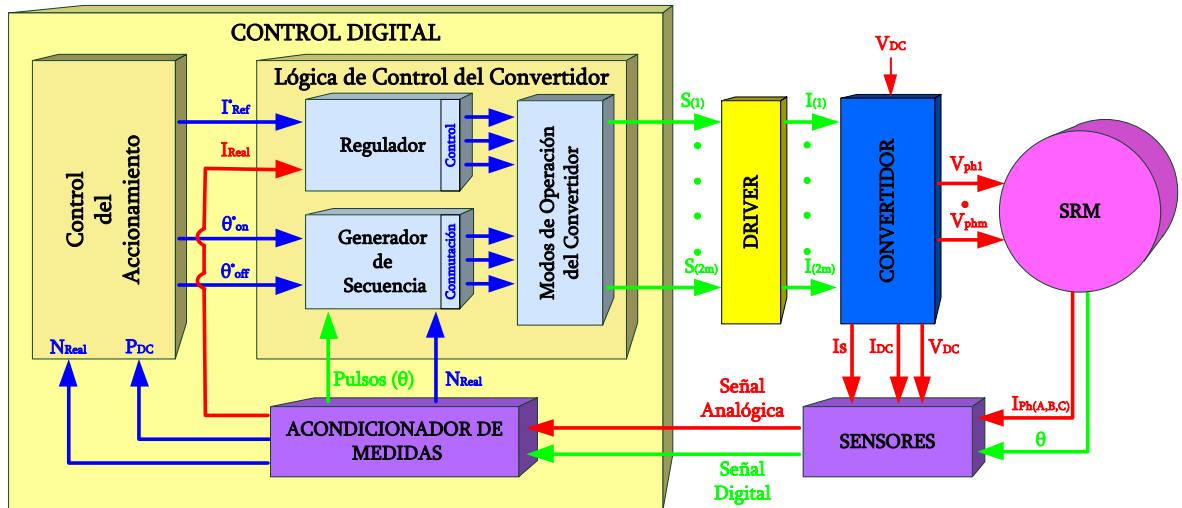 CONTROL DIGITAL
Control
del
Accionamiento
Lógica de Control del Convertidor
I*Ref
IReal
θ*on
θ*off
NReal
PDC
Regulador
Control
Generador
de
Secuencia
Conmutación
Modos de Operación
del Convertidor
Pulsos (θ)
NReal
ACONDICIONADOR DE
MEDIDAS
S(1)
S(2m)
DRIVER
I(1)
I(2m)
VDC
CONVERTIDOR
Vph1
Vphm
SRM
Is
IDC
VDC
IPh(A,B,C)
θ
SENSORES
Señal
Analógica
Señal
Digital